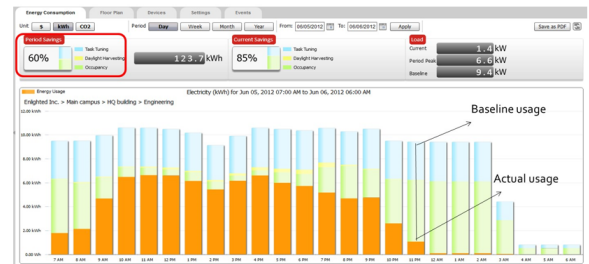 Energy Consumption Floor Plan Devices Settings Events
Unit $ kWh CO2 Period Day Week Month Year From: 06/05/2012 To: 06/06/2012 Apply Save as PDF
Period Savings
60%
Task Tuning
Daylight Harvesting
Occupancy
123.7 kWh
Current Savings
85%
Task Tuning
Daylight Harvesting
Occupancy
Load
Current 1.4 kW
Period Peak 6.6 kW
Baseline 9.4 kW
Energy Usage
Electricity (kWh) for Jun 05, 2012 07:00 AM to Jun 06, 2012 06:00 AM
Enlighted Inc. > Main campus > HQ building > Engineering
12.00 kWh
10.00 kWh
8.00 kWh
6.00 kWh
4.00 kWh
2.00 kWh
0.00 kWh
Baseline usage
Actual usage
7 AM 8 AM 9 AM 10 AM 11 AM 12 PM 1 PM 2 PM 3 PM 4 PM 5 PM 6 PM 7 PM 8 PM 9 PM 10 PM 11 PM 12 AM 1 AM 2 AM 3 AM 4 AM 5 AM 6 AM